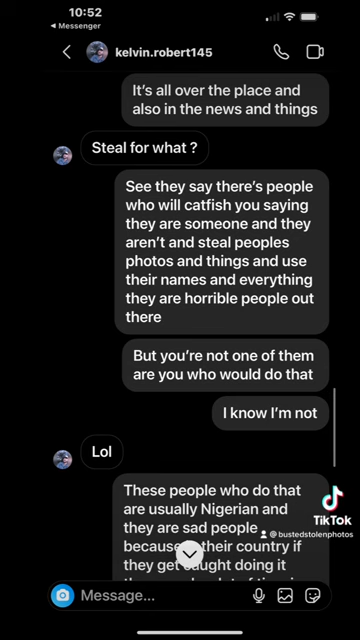 10:52
Messenger
kelvin.robert145
It's all over the place and
also in the news and things
Steal for what ?
See they say there's people
who will catfish you saying
they are someone and they
aren't and steal peoples
photos and things and use
their names and everything
they are horrible people out
there
But you're not one of them
are you who would do that
I know I'm not
Lol
These people who do that
are usually Nigerian and
they are sad people
because their country if
they get caught doing it
TikTok
@bustedstolenphotos
Message...